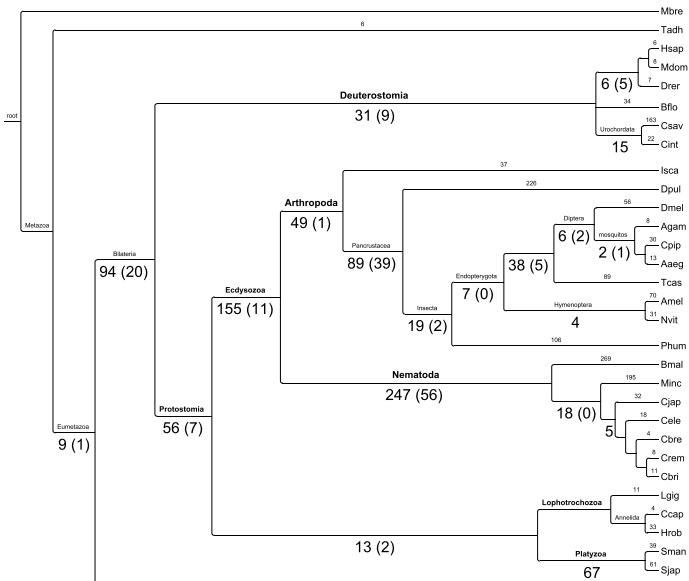 Mbre
6
Tadh
6
Hsap
8
Mdom
6 (5)
7
Drer
Deuterostomia
31 (9)
34
Bflo
root
163
Csav
Urochordata
15
22
Cint
37
Isca
Arthropoda
49 (1)
226
Dpul
56
Dmel
Diptera
6 (2)
8
Agam
mosquitos
2 (1)
30
Cpip
13
Aaeg
Metazoa
Pancrustacea
89 (39)
Bilateria
94 (20)
38 (5)
Endopterygota
7 (0)
89
Tcas
Ecdysozoa
155 (11)
70
Amel
Hymenoptera
4
31
Nvit
Insecta
19 (2)
106
Phum
269
Bmal
Nematoda
247 (56)
195
Minc
18 (0)
32
Cjap
Protostomia
56 (7)
5
18
Cele
Eumetazoa
9 (1)
4
Cbre
8
Crem
11
Cbri
11
Lgig
Lophotrochozoa
4
Ccap
Annelida
33
Hrob
13 (2)
39
Sman
Platyzoa
67
61
Sjap